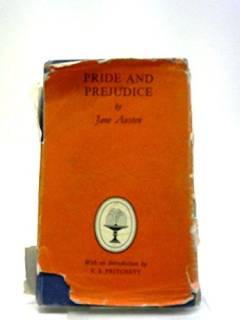 PRIDE AND
PREJUDICE
by
Jane Austen
With an Introduction by
V. S. PRITCHETT